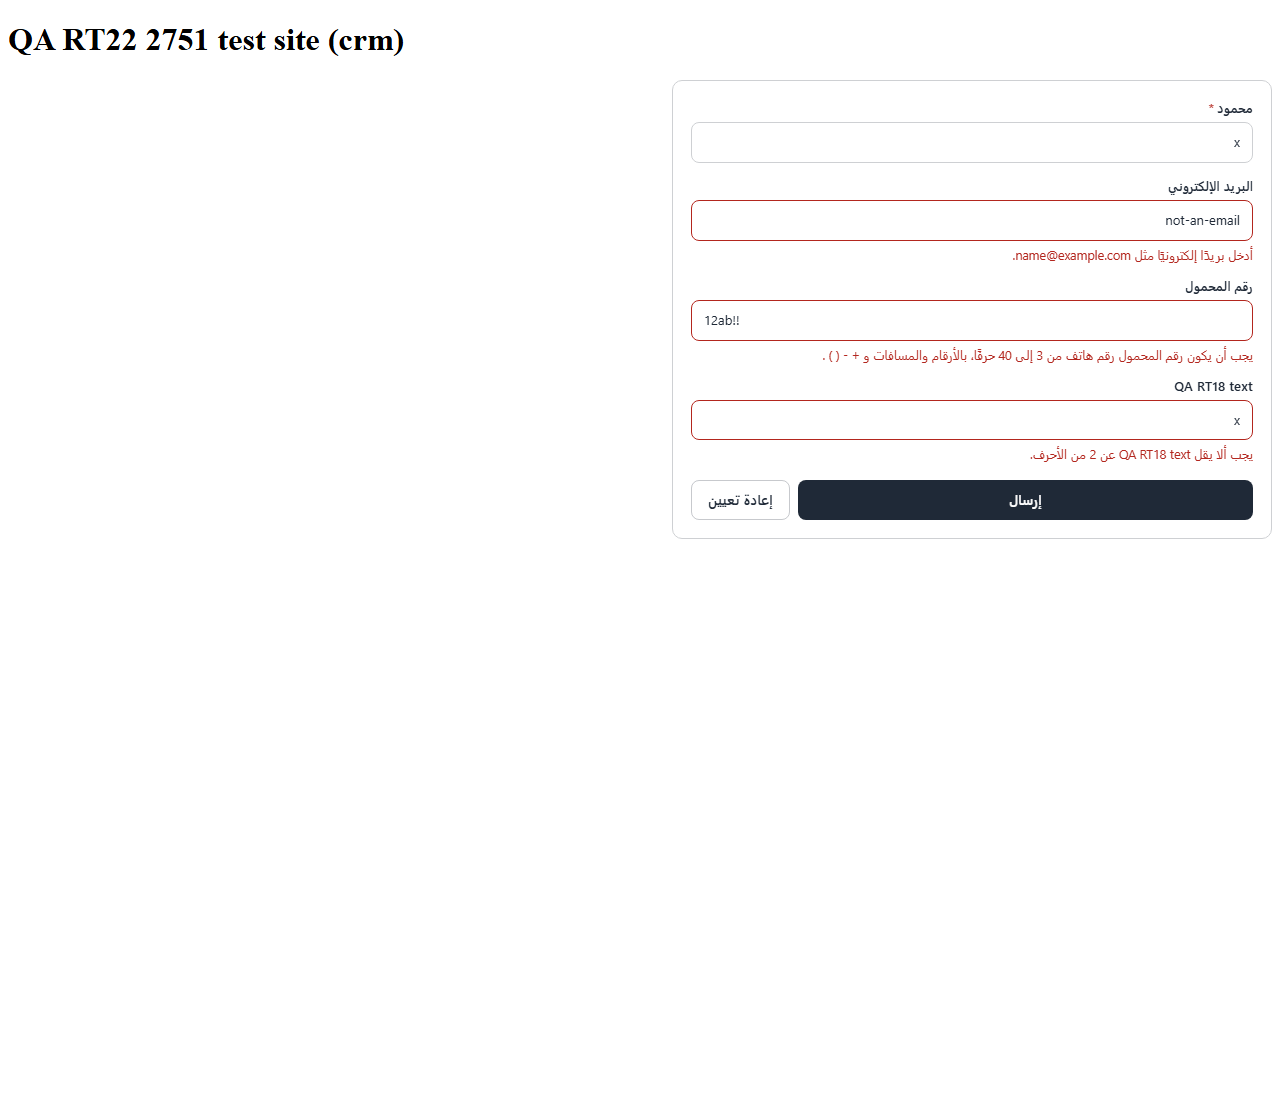 QA RT22 2751 test site (crm)
محمود *
x
البريد الإلكتروني
not-an-email
أدخل بريدًا إلكترونيًا مثل name@example.com.
رقم المحمول
12ab!!
يجب أن يكون رقم المحمول رقم هاتف من 3 إلى 40 حرفًا، بالأرقام والمسافات و + - ( ) .
QA RT18 text
x
يجب ألا يقل QA RT18 text عن 2 من الأحرف.
إرسال
إعادة تعيين